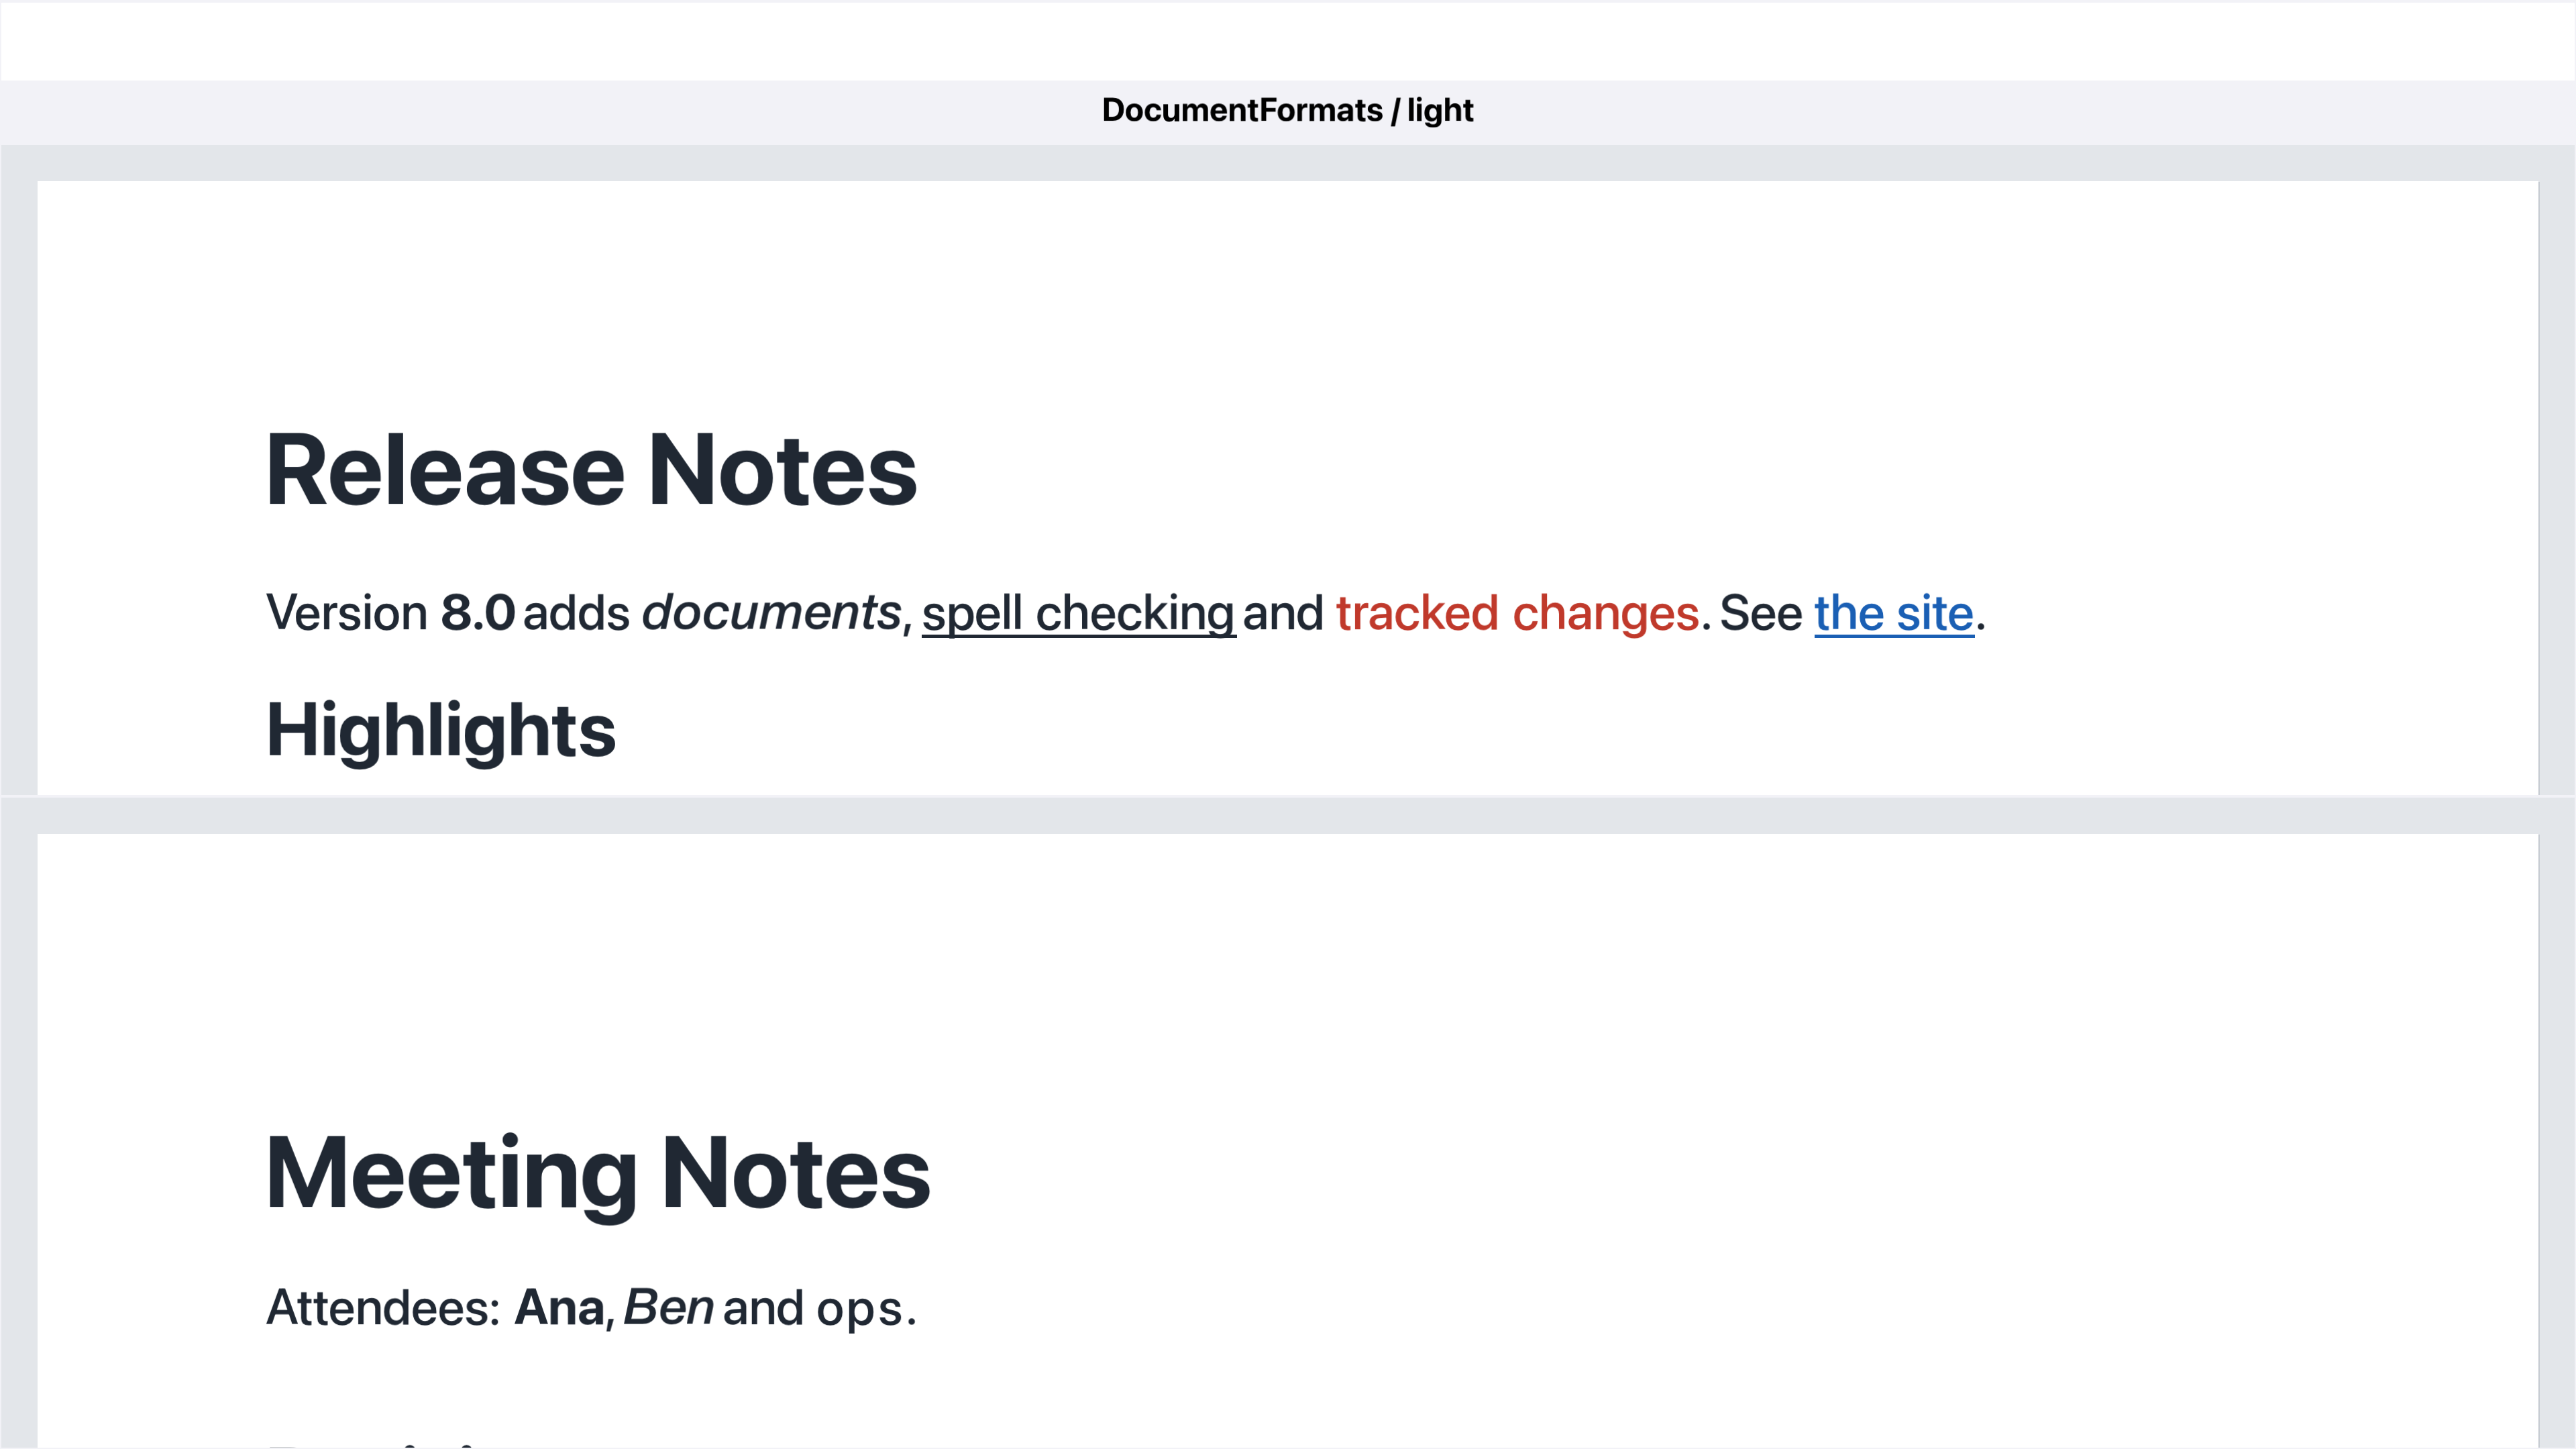 DocumentFormats / light
Release Notes
Version 8.0 adds documents, spell checking and tracked changes. See the site.
Highlights
Meeting Notes
Attendees: Ana, Ben and ops.